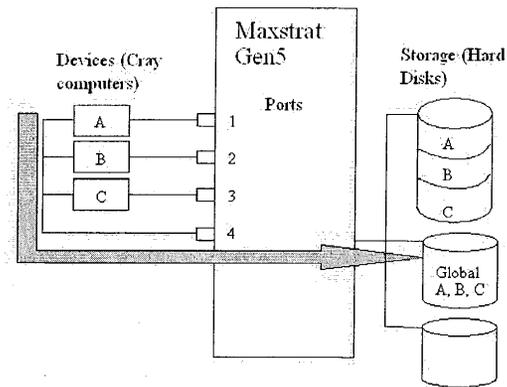 Maxstrat
Gen5
Devices (Cray
computers)
Storage (Hard
Disks)
Ports
A
B
C
1
2
3
4
A
B
C
Global
A, B, C